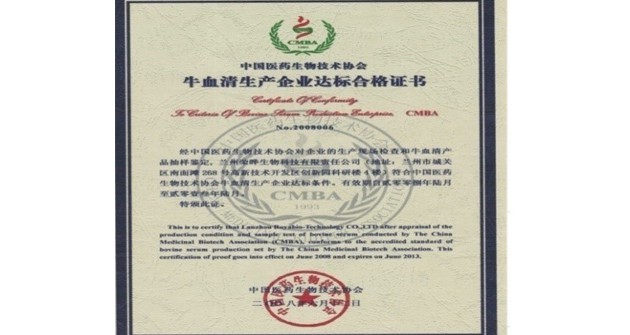 CMBA
1993
中国医药生物技术协会
牛血清生产企业达标合格证书
Certificate Of Conformity
To Criteria Of Bovine Serum Production Enterprise, CMBA
No.2008006
经中国医药生物技术协会对企业的生产现场检查和牛血清产
品抽样鉴定，兰州荣晔生物科技有限责任公司（地址：兰州市城关
区南面滩268号高新技术开发区创新园科研楼 楼）符合中国医药
生物技术协会牛血清生产企业达标条件。有效期自贰零零捌年陆月
至贰零壹叁年陆月。
特颁此证。
CMBA
1993
This is to certify that Lanzhou Royabio-Technology CO.,LTD after appraisal of the
production condition and sample test of bovine serum conducted by The China
Medicinal Biotech Association (CMBA), conforms to the accredited standard of
bovine serum production set by The China Medicinal Biotech Association. This
certification of proof goes into effect on June 2008 and expires on June 2013.
中国医药生物技术协会